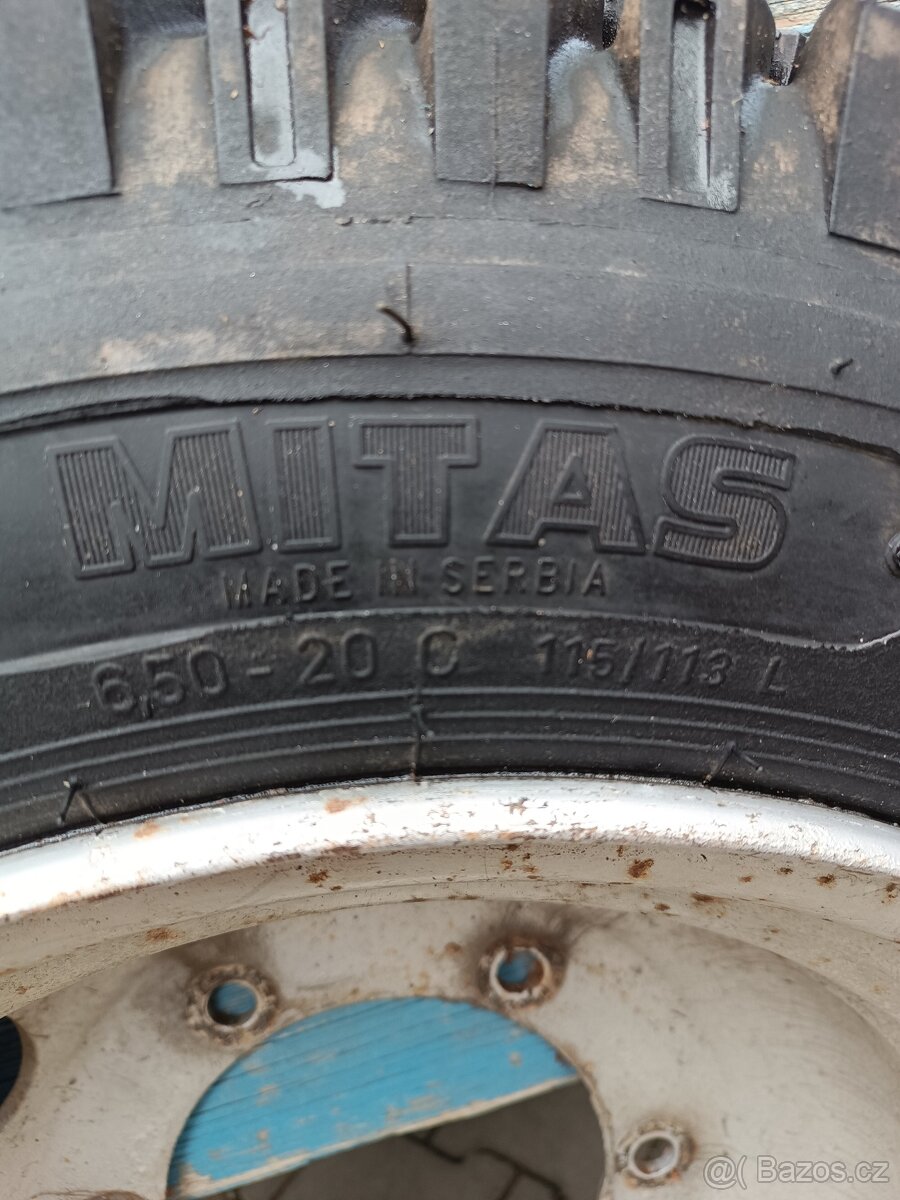 MITAS
MADE IN SERBIA
6,50 - 20 C 115/113 L
@( Bazos.cz